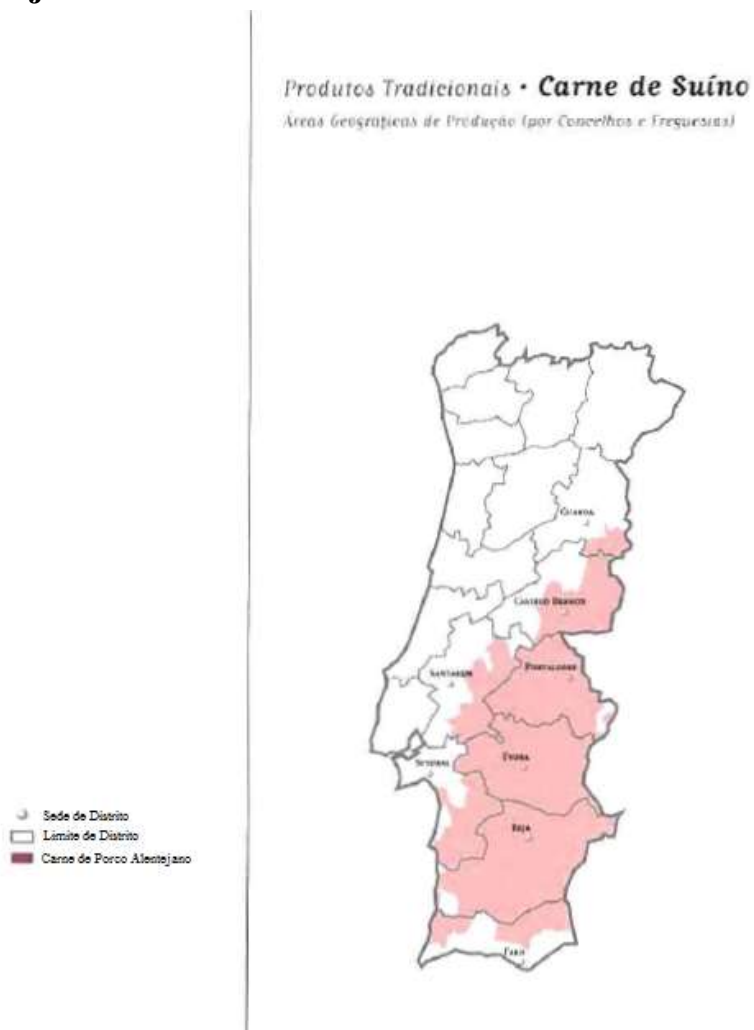 Produtos Tradicionais • Carne de Suíno
Áreas Geográficas de Produção (por Concelhos e Freguesias)
Guarda
Castelo Branco
Santarém
Portalegre
Setúbal
Évora
Beja
Faro
Sede de Distrito
Limite de Distrito
Carne de Porco Alentejano